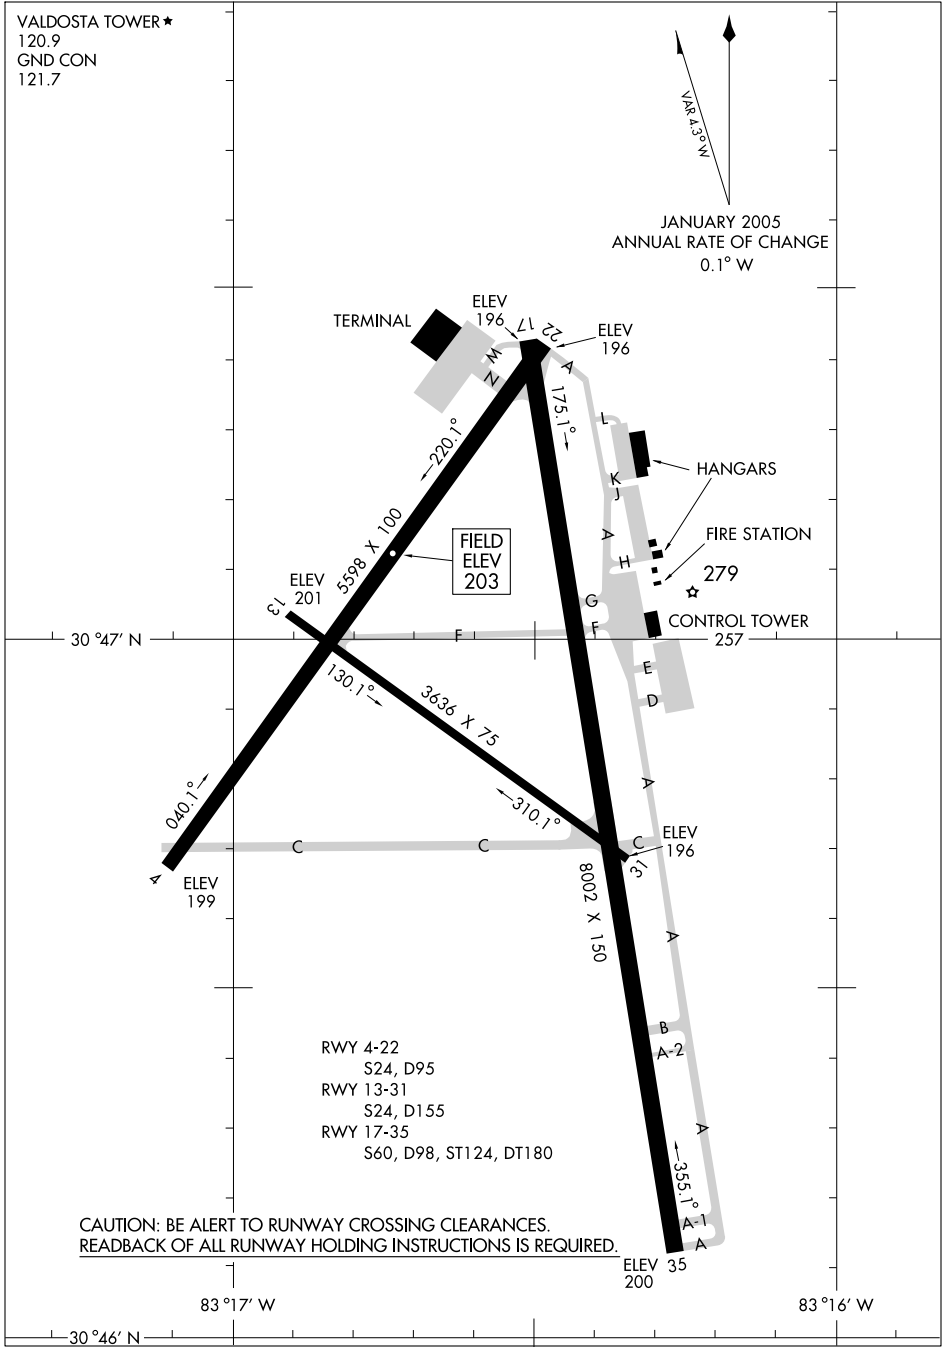 VALDOSTA TOWER★
120.9
GND CON
121.7
VAR 4.3° W
JANUARY 2005
ANNUAL RATE OF CHANGE
0.1° W
TERMINAL
ELEV
196
17
22
ELEV
196
M
N
A
175.1°
L
220.1°
K
J
HANGARS
5598 X 100
A
FIELD
ELEV
203
H
FIRE STATION
279
ELEV
201
13
G
F
F
CONTROL TOWER
257
30 °47′ N
E
D
130.1°
3636 X 75
A
040.1°
310.1°
C
C
C
ELEV
196
31
4
ELEV
199
8002 X 150
A
B
A-2
RWY 4-22
S24, D95
RWY 13-31
S24, D155
RWY 17-35
S60, D98, ST124, DT180
A
355.1°
A-1
A
CAUTION: BE ALERT TO RUNWAY CROSSING CLEARANCES.
READBACK OF ALL RUNWAY HOLDING INSTRUCTIONS IS REQUIRED.
ELEV
200
35
83 °17′ W
83 °16′ W
30 °46′ N